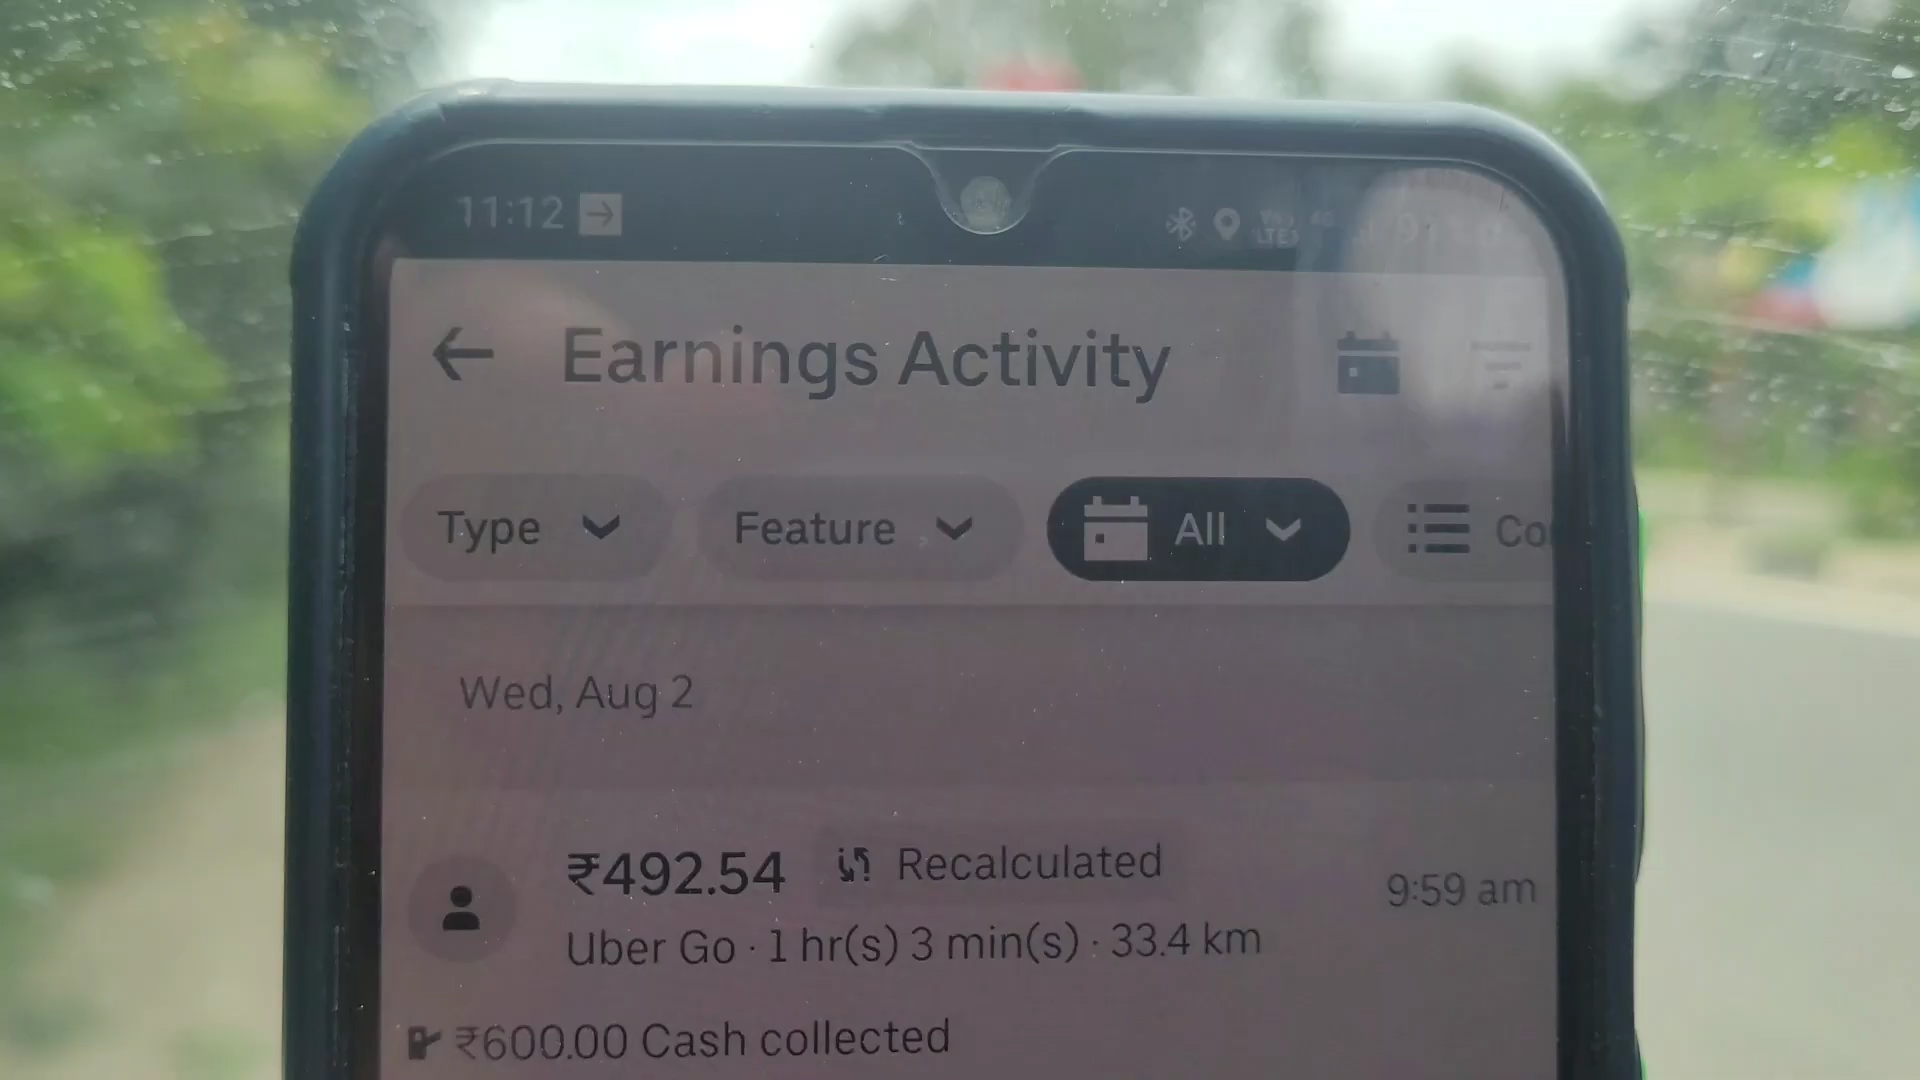 11:12
Earnings Activity
Type Feature All Co
Wed, Aug 2
₹492.54 Recalculated
9:59 am
Uber Go · 1 hr(s) 3 min(s) · 33.4 km
₹600.00 Cash collected